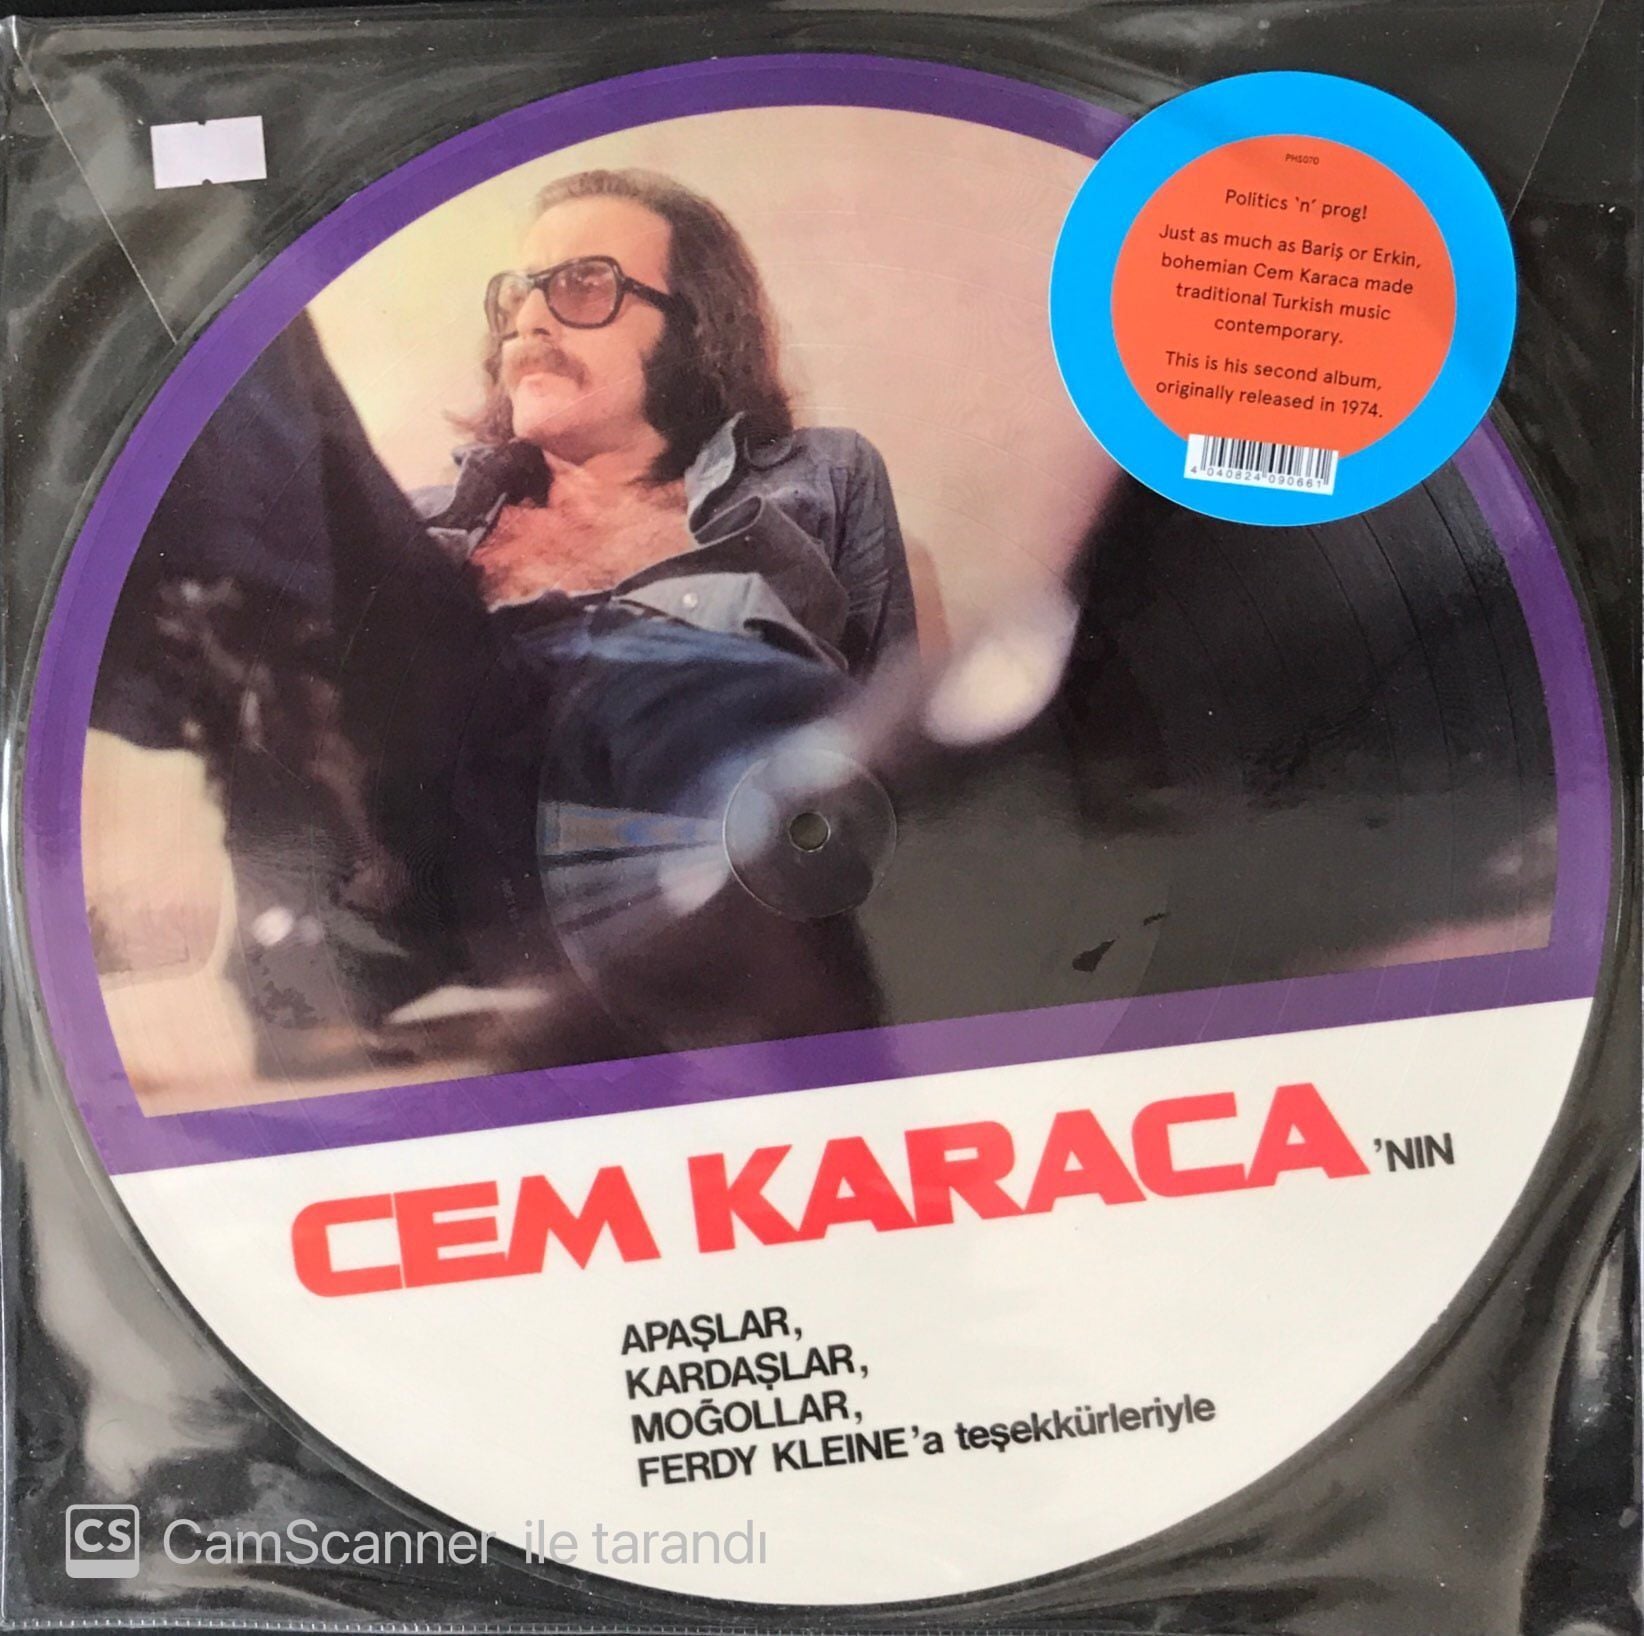 PHS070
Politics 'n' prog!
Just as much as Bariş or Erkin,
bohemian Cem Karaca made
traditional Turkish music
contemporary.
This is his second album,
originally released in 1974.
4 040824 090661
CEM KARACA 'NIN
APAŞLAR,
KARDAŞLAR,
MOĞOLLAR,
FERDY KLEINE'a teşekkürleriyle
CS CamScanner ile tarandı